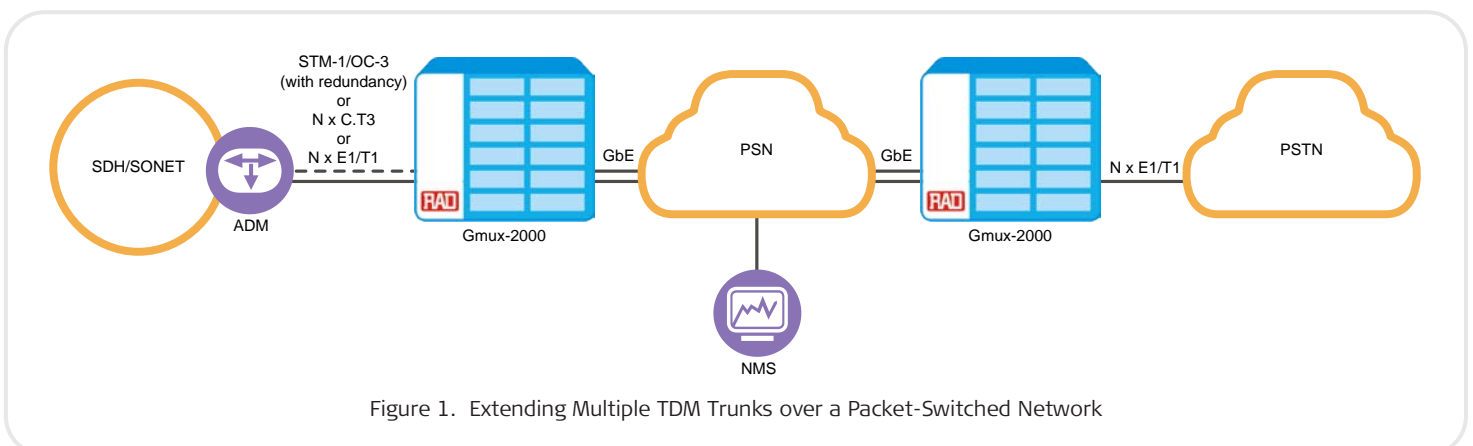 STM-1/OC-3
(with redundancy)
or
N x C.T3
or
N x E1/T1
SDH/SONET
ADM
RAD
Gmux-2000
GbE
PSN
GbE
RAD
Gmux-2000
N x E1/T1
PSTN
NMS
Figure 1. Extending Multiple TDM Trunks over a Packet-Switched Network